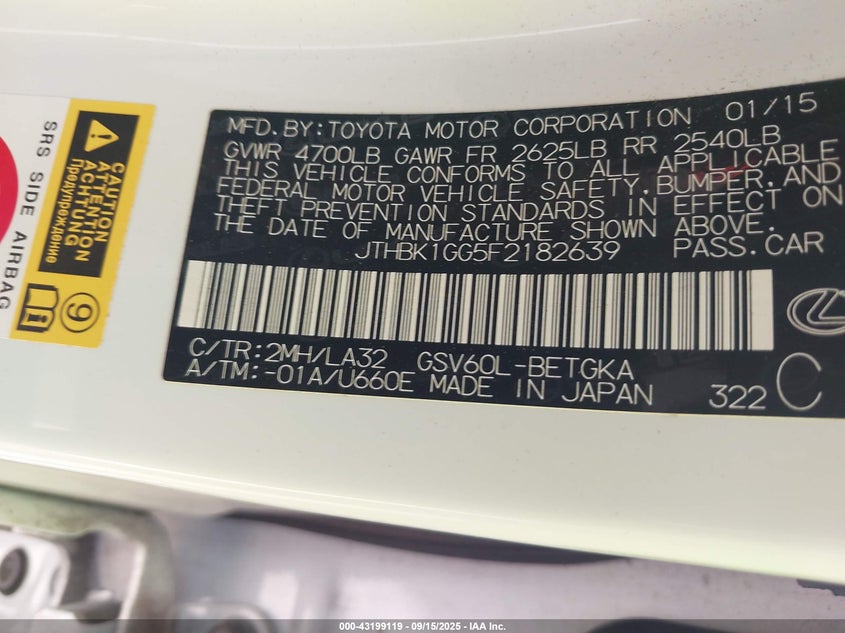 MFD.BY:TOYOTA MOTOR CORPORATION 01/15
GVWR 4700LB GAWR FR 2625LB RR 2540LB
THIS VEHICLE CONFORMS TO ALL APPLICABLE
FEDERAL MOTOR VEHICLE SAFETY,BUMPER,AND
THEFT PREVENTION STANDARDS IN EFFECT ON
THE DATE OF MANUFACTURE SHOWN ABOVE.
JTHBK1GG5F2182639 PASS.CAR
C/TR:2MH/LA32 GSV60L-BETGKA
A/TM:-01A/U660E MADE IN JAPAN 322 C
CAUTION
ATTENTION
ACHTUNG
Предупреждение
SRS SIDE AIRBAG
9
000-43199119 - 09/15/2025 - IAA Inc.